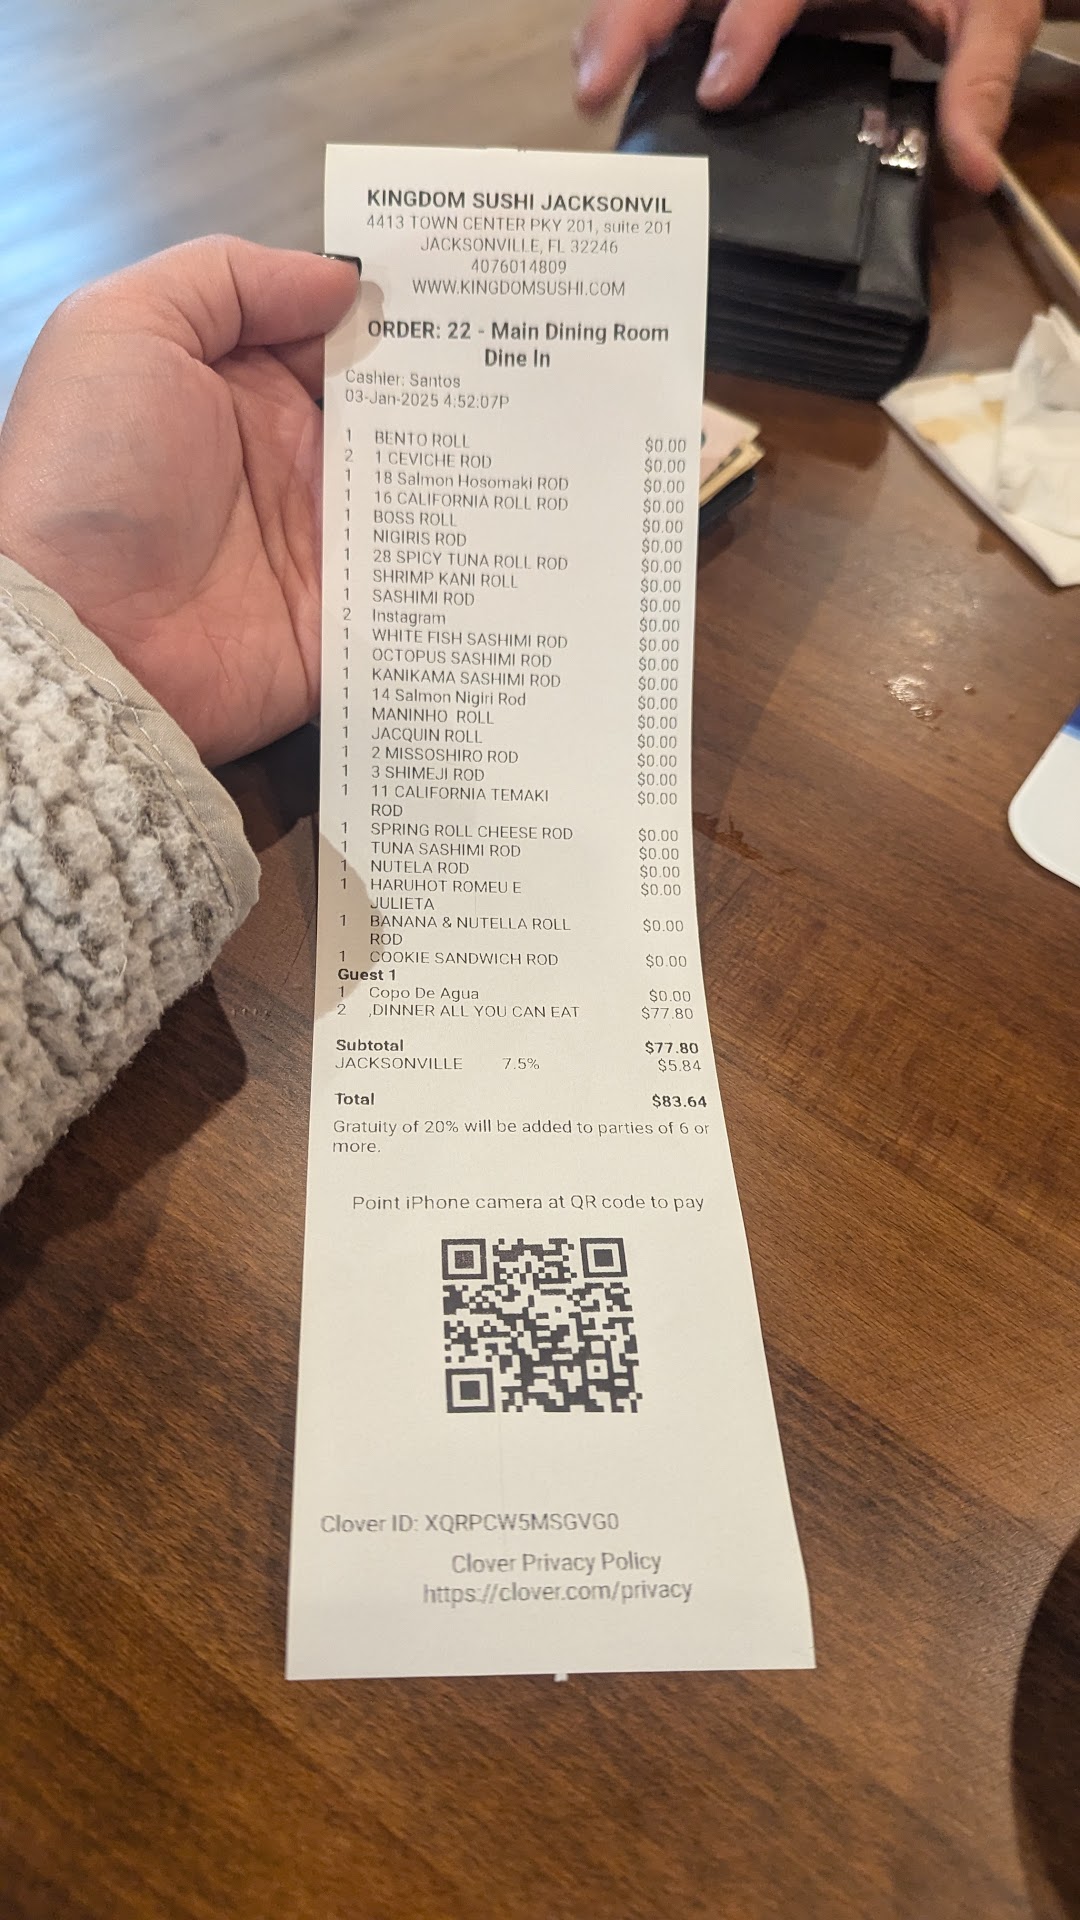 KINGDOM SUSHI JACKSONVIL
4413 TOWN CENTER PKY 201, suite 201
JACKSONVILLE, FL 32246
4076014809
WWW.KINGDOMSUSHI.COM
ORDER: 22 - Main Dining Room
Dine In
Cashier: Santos
03-Jan-2025 4:52:07P
1 BENTO ROLL $0.00
2 1 CEVICHE ROD $0.00
1 18 Salmon Hosomaki ROD $0.00
1 16 CALIFORNIA ROLL ROD $0.00
1 BOSS ROLL $0.00
1 NIGIRIS ROD $0.00
1 28 SPICY TUNA ROLL ROD $0.00
1 SHRIMP KANI ROLL $0.00
1 SASHIMI ROD $0.00
2 Instagram $0.00
1 WHITE FISH SASHIMI ROD $0.00
1 OCTOPUS SASHIMI ROD $0.00
1 KANIKAMA SASHIMI ROD $0.00
1 14 Salmon Nigiri Rod $0.00
1 MANINHO ROLL $0.00
1 JACQUIN ROLL $0.00
1 2 MISSOSHIRO ROD $0.00
1 3 SHIMEJI ROD $0.00
1 11 CALIFORNIA TEMAKI $0.00
ROD
1 SPRING ROLL CHEESE ROD $0.00
1 TUNA SASHIMI ROD $0.00
1 NUTELA ROD $0.00
1 HARUHOT ROMEU E $0.00
JULIETA
1 BANANA & NUTELLA ROLL $0.00
ROD
1 COOKIE SANDWICH ROD $0.00
Guest 1
1 Copo De Agua $0.00
2 ,DINNER ALL YOU CAN EAT $77.80
Subtotal $77.80
JACKSONVILLE 7.5% $5.84
Total $83.64
Gratuity of 20% will be added to parties of 6 or
more.
Point iPhone camera at QR code to pay
Clover ID: XQRPCW5MSGVG0
Clover Privacy Policy
https://clover.com/privacy